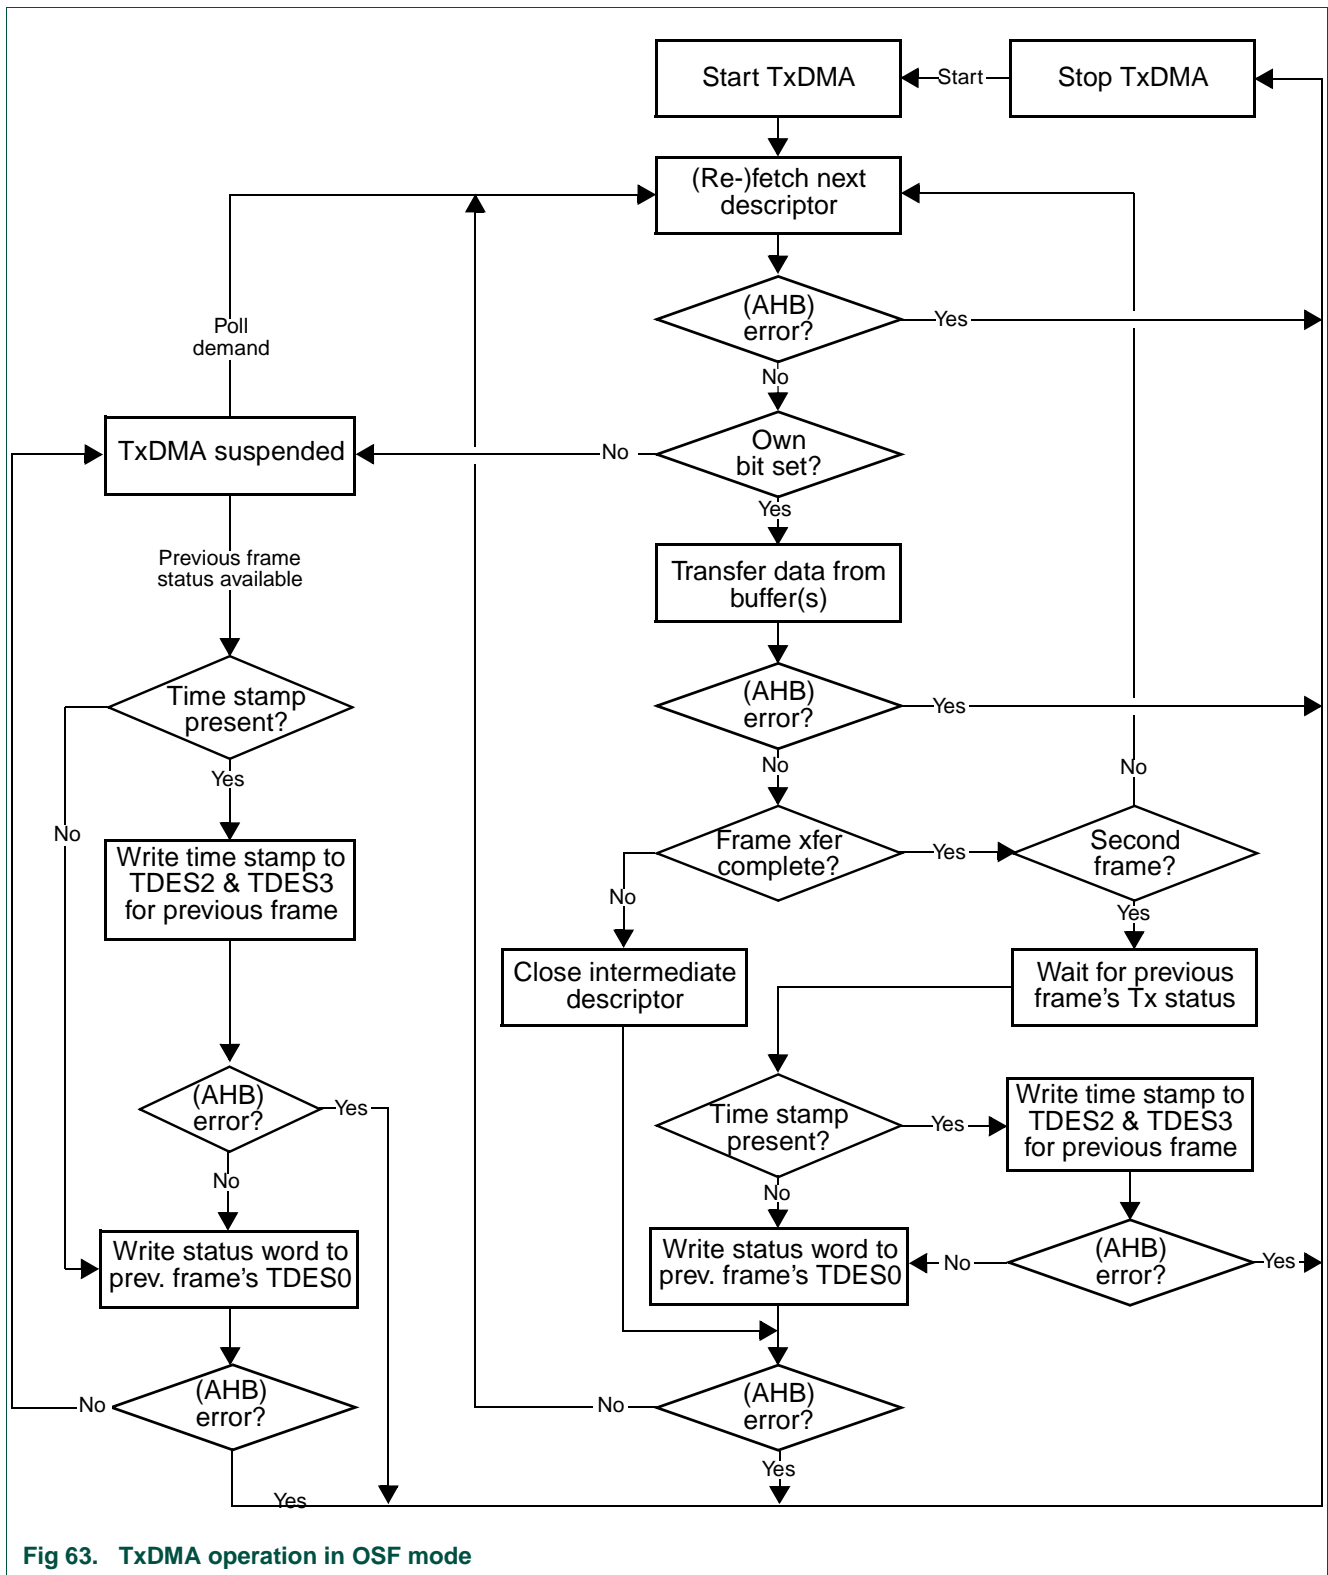 Start TxDMA
Start
Stop TxDMA
(Re-)fetch next
descriptor
(AHB)
error?
Yes
No
Poll
demand
TxDMA suspended
No
Own
bit set?
Yes
Previous frame
status available
Transfer data from
buffer(s)
Time stamp
present?
(AHB)
error?
Yes
No
Yes
No
No
Write time stamp to
TDES2 & TDES3
for previous frame
Frame xfer
complete?
Yes
Second
frame?
No
Yes
Close intermediate
descriptor
Wait for previous
frame's Tx status
(AHB)
error?
Yes
No
Time stamp
present?
Yes
No
Write time stamp to
TDES2 & TDES3
for previous frame
Write status word to
prev. frame's TDES0
Write status word to
prev. frame's TDES0
No
(AHB)
error?
Yes
No
(AHB)
error?
Yes
No
(AHB)
error?
Yes
Fig 63. TxDMA operation in OSF mode